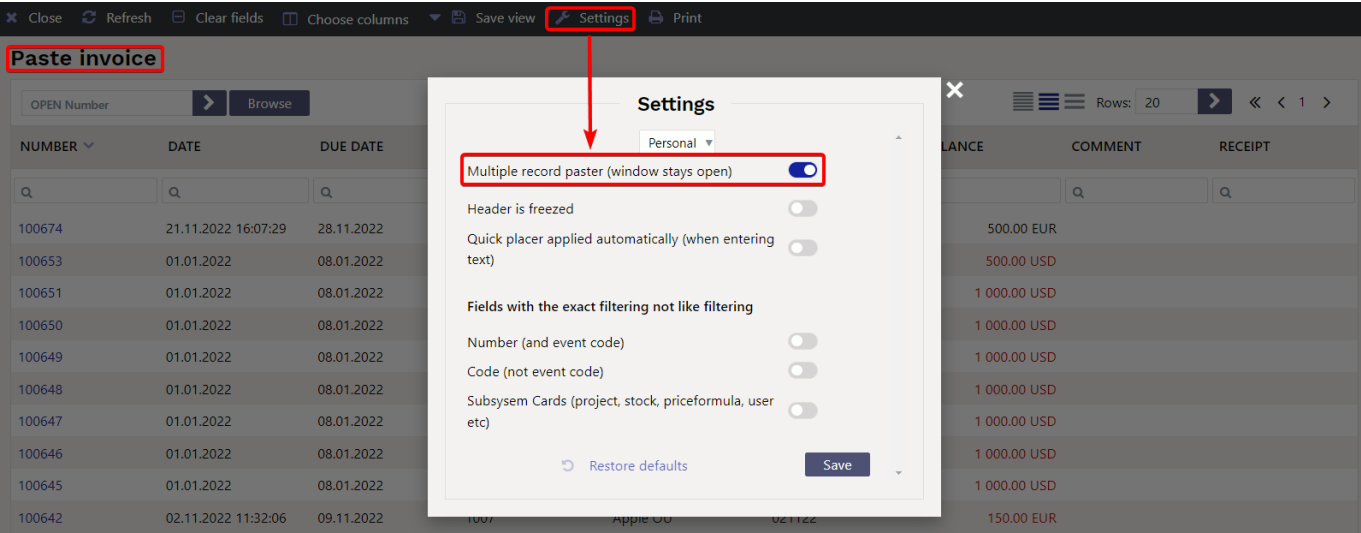 Close Refresh Clear fields Choose columns Save view Settings Print
Paste invoice
OPEN Number Browse Rows: 20 1
Settings
Personal
NUMBER DATE DUE DATE LANCE COMMENT RECEIPT
Multiple record paster (window stays open)
Header is frozen
Quick placer applied automatically (when entering
text)
Fields with the exact filtering not like filtering
Number (and event code)
Code (not event code)
Subsysem Cards (project, stock, priceformula, user
etc)
Restore defaults Save
100674 21.11.2022 16:07:29 28.11.2022 500.00 EUR
100653 01.01.2022 08.01.2022 500.00 USD
100651 01.01.2022 08.01.2022 1 000.00 USD
100650 01.01.2022 08.01.2022 1 000.00 USD
100649 01.01.2022 08.01.2022 1 000.00 USD
100648 01.01.2022 08.01.2022 1 000.00 USD
100647 01.01.2022 08.01.2022 1 000.00 USD
100646 01.01.2022 08.01.2022 1 000.00 USD
100645 01.01.2022 08.01.2022 1 000.00 USD
100642 02.11.2022 11:32:06 09.11.2022 1007 Apple OÜ 021122 150.00 EUR